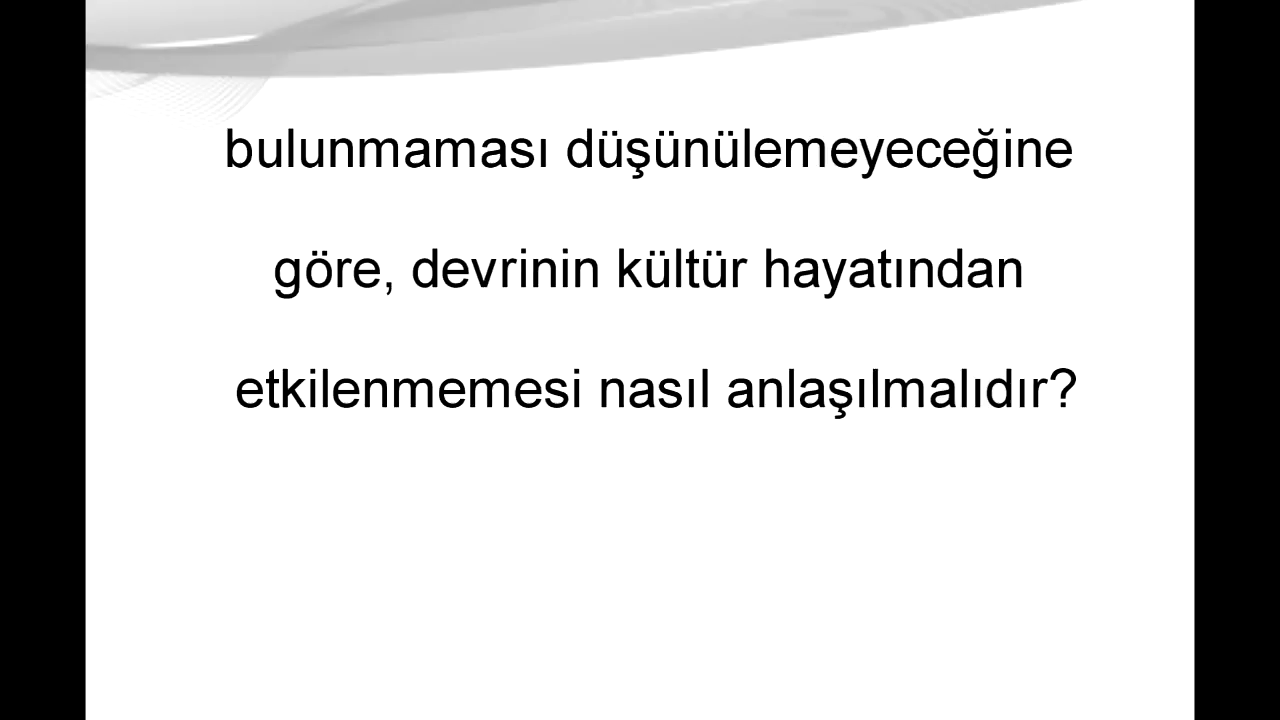 bulunmaması düşünülemeyeceğine
göre, devrinin kültür hayatından
etkilenmemesi nasıl anlaşılmalıdır?